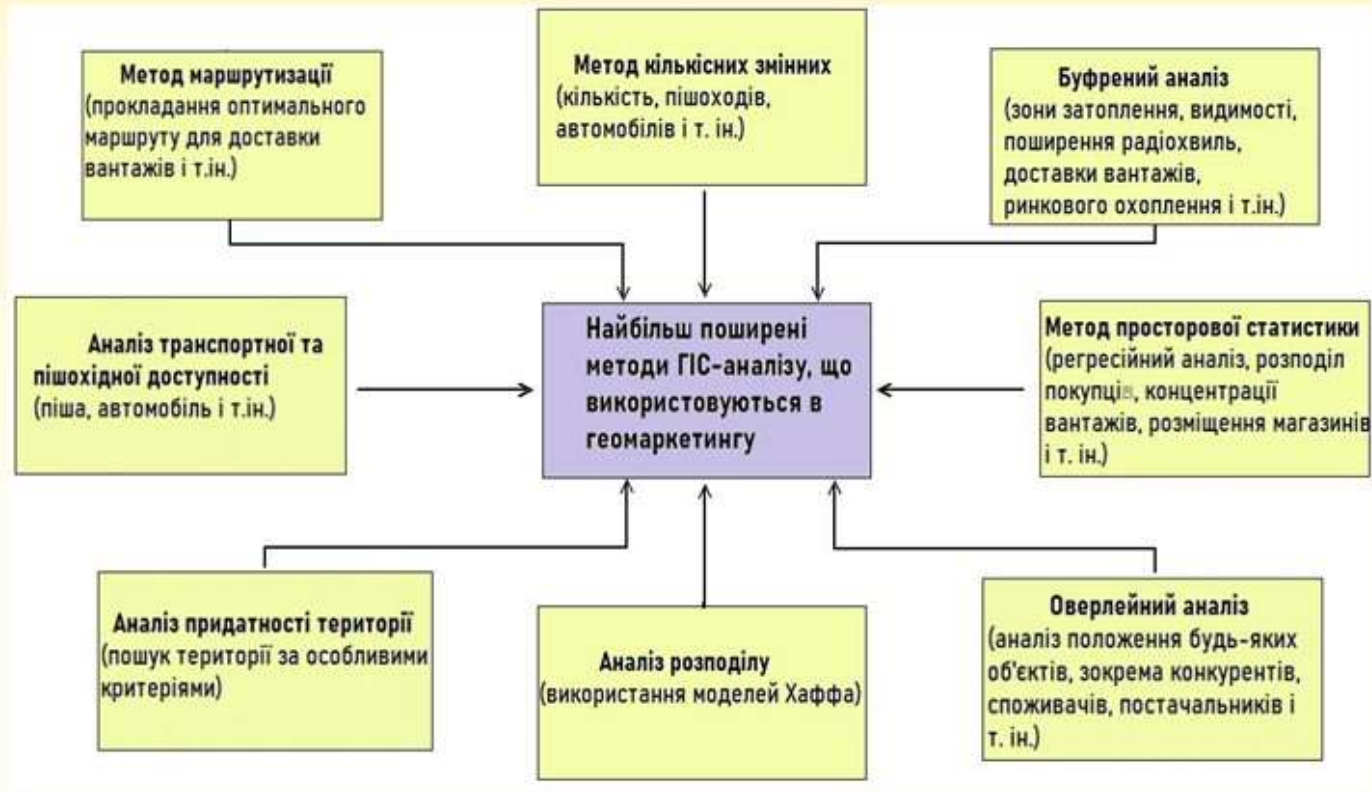 Метод маршрутизації
(прокладання оптимального
маршруту для доставки
вантажів і т.ін.)
Метод кількісних змінних
(кількість, пішоходів,
автомобілів і т. ін.)
Буфрений аналіз
(зони затоплення, видимості,
поширення радіохвиль,
доставки вантажів,
ринкового охоплення і т.ін.)
Аналіз транспортної та
пішохідної доступності
(піша, автомобіль і т.ін.)
Найбільш поширені
методи ГІС-аналізу, що
використовуються в
геомаркетингу
Метод просторової статистики
(регресійний аналіз, розподіл
концентрації
вантажів, розміщення магазинів
і т. ін.)
Аналіз придатності території
(пошук території за особливими
критеріями)
Аналіз розподілу
(використання моделей Хаффа)
Оверлейний аналіз
(аналіз положення будь-яких
об'єктів, зокрема конкурентів,
споживачів, постачальників і
т. ін.)